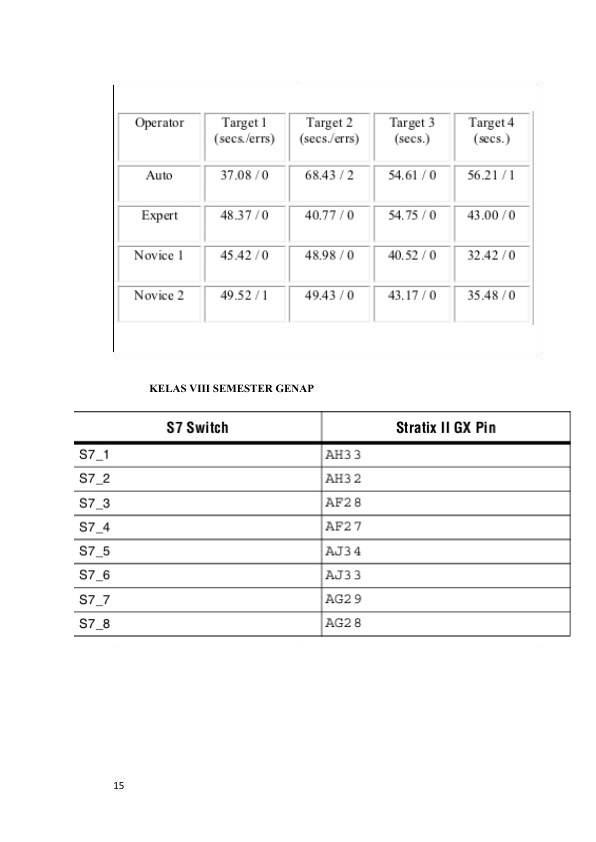 Operator Target 1 Target 2 Target 3 Target 4
(secs./errs) (secs./errs) (secs.) (secs.)
Auto 37.08 / 0 68.43 / 2 54.61 / 0 56.21 / 1
Expert 48.37 / 0 40.77 / 0 54.75 / 0 43.00 / 0
Novice 1 45.42 / 0 48.98 / 0 40.52 / 0 32.42 / 0
Novice 2 49.52 / 1 49.43 / 0 43.17 / 0 35.48 / 0
KELAS VIII SEMESTER GENAP
S7 Switch Stratix II GX Pin
S7_1 AH33
S7_2 AH32
S7_3 AF28
S7_4 AF27
S7_5 AJ34
S7_6 AJ33
S7_7 AG29
S7_8 AG28
15